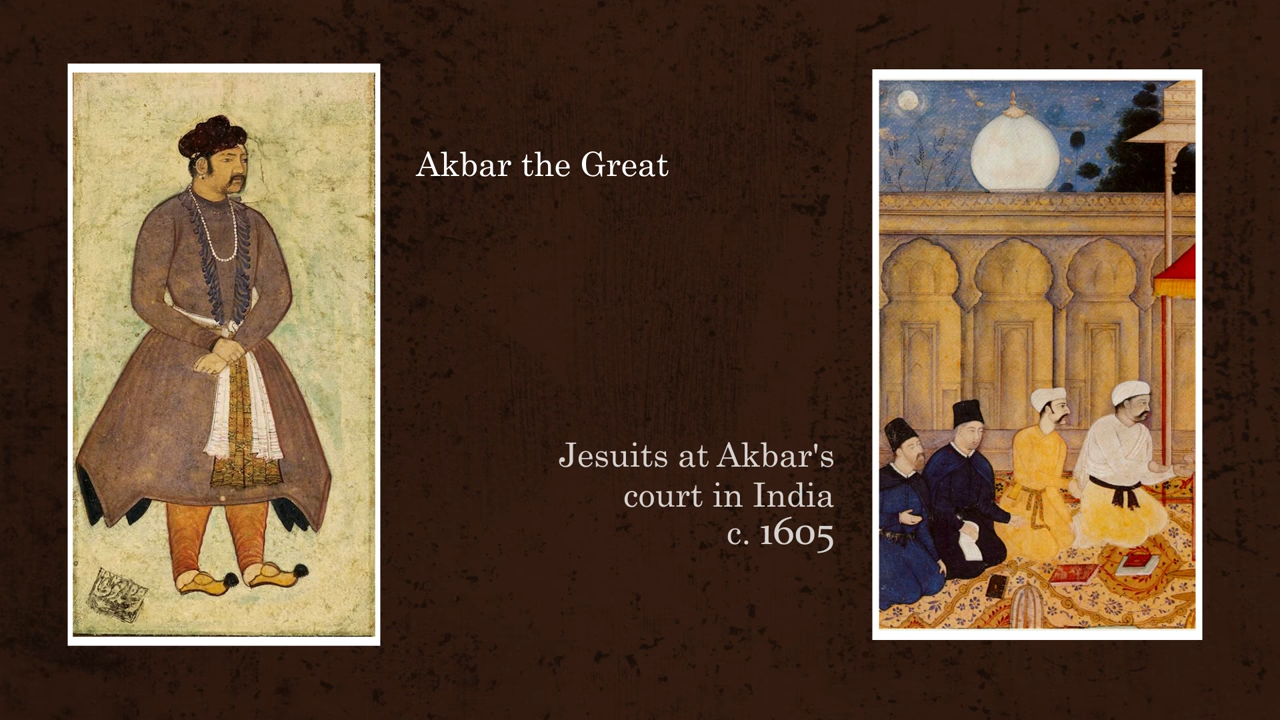 Akbar the Great
Jesuits at Akbar's
court in India
c. 1605